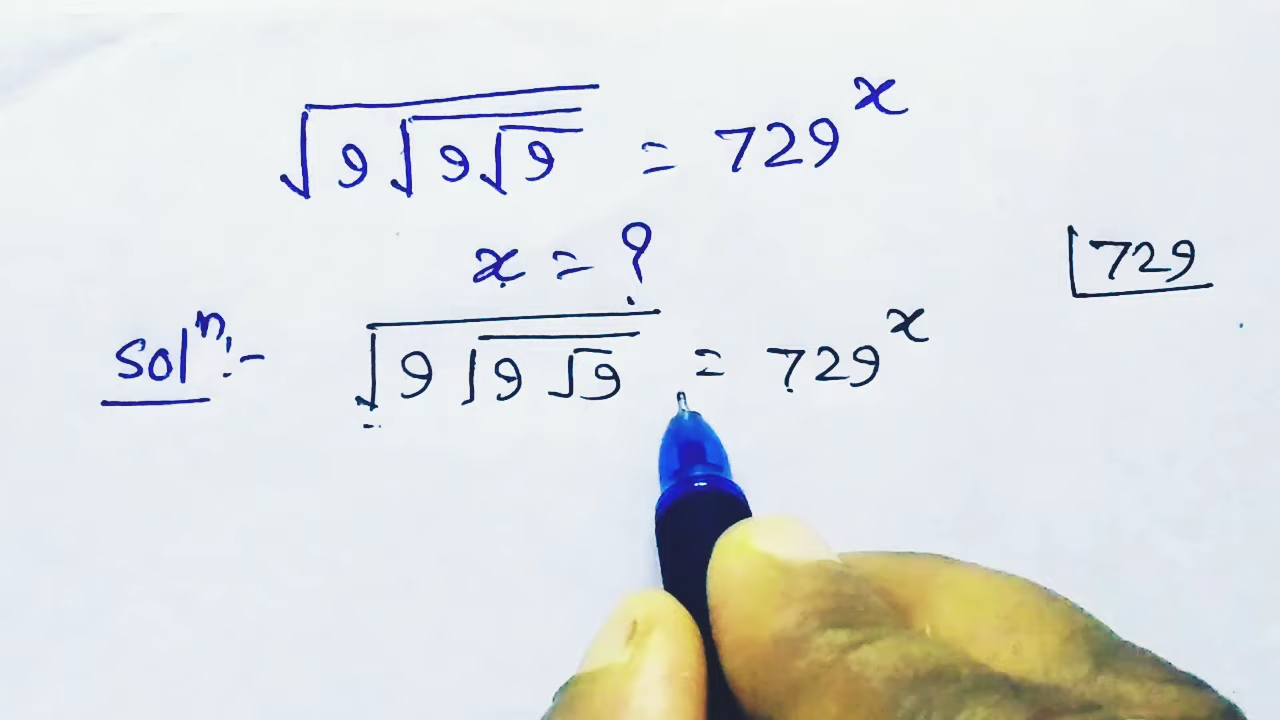 √9√9√9 = 729^x
x = ?
729
Solⁿ:- √9√9√9 = 729^x